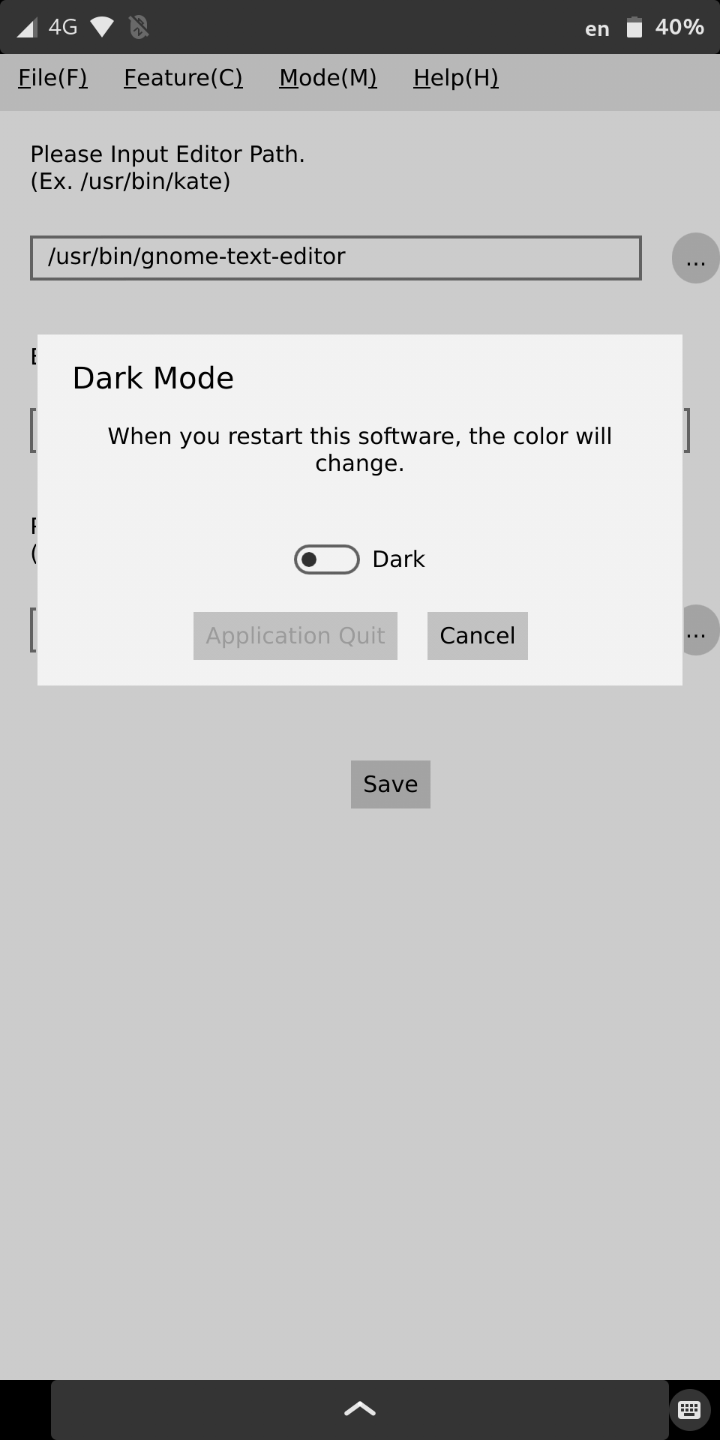 4G
en 40%
File(F) Feature(C) Mode(M) Help(H)
Please Input Editor Path.
(Ex. /usr/bin/kate)
/usr/bin/gnome-text-editor
...
Dark Mode
When you restart this software, the color will
change.
Dark
...
Application Quit Cancel
Save